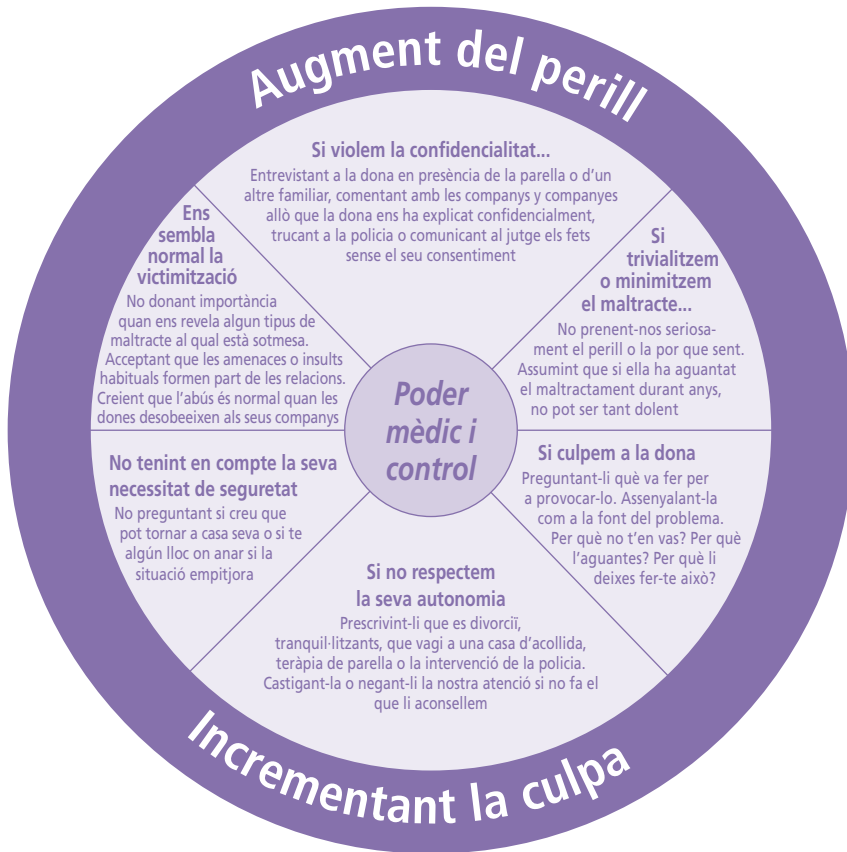 Augment del perill
Si violem la confidencialitat...
Entrevistant a la dona en presència de la parella o d'un
altre familiar, comentant amb les companys y companyes
allò que la dona ens ha explicat confidencialment,
trucant a la policia o comunicant al jutge els fets
sense el seu consentiment
Si
trivialitzem
o minimitzem
el maltracte...
No prenent-nos seriosa-
ment el perill o la por que sent.
Assumint que si ella ha aguantat
el maltractament durant anys,
no pot ser tant dolent
Si culpem a la dona
Preguntant-li què va fer per
a provocar-lo. Assenyalant-la
com a la font del problema.
Per què no t'en vas? Per què
l'aguantes? Per què li
deixes fer-te això?
Si no respectem
la seva autonomia
Prescrivint-li que es divorciï,
tranquil·litzants, que vagi a una casa d'acollida,
teràpia de parella o la intervenció de la policia.
Castigant-la o negant-li la nostra atenció si no fa el
que li aconsellem
No tenint en compte la seva
necessitat de seguretat
No preguntant si creu que
pot tornar a casa seva o si te
algún lloc on anar si la
situació empitjora
Ens
sembla
normal la
victimització
No donant importància
quan ens revela algun tipus de
maltracte al qual està sotmesa.
Acceptant que les amenaces o insults
habituals formen part de les relacions.
Creient que l'abús és normal quan les
dones desobeeixen als seus companys
Poder
mèdic i
control
Incrementant la culpa